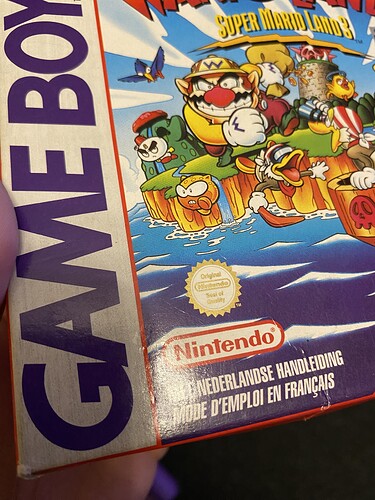 GAME BOY
SUPER MARIO LAND 3
Original
Nintendo
Seal of
Quality
Nintendo®
NEDERLANDSE HANDLEIDING
MODE D'EMPLOI EN FRANÇAIS